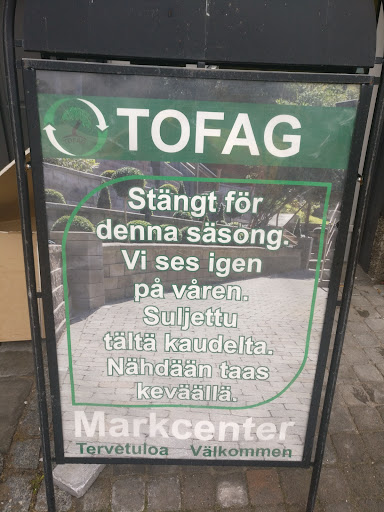 TOFAG
Stängt för
denna säsong.
Vi ses igen
på våren.
Suljettu
tältä kaudelta.
Nähdään taas
keväällä.
Markcenter
Tervetuloa Välkommen